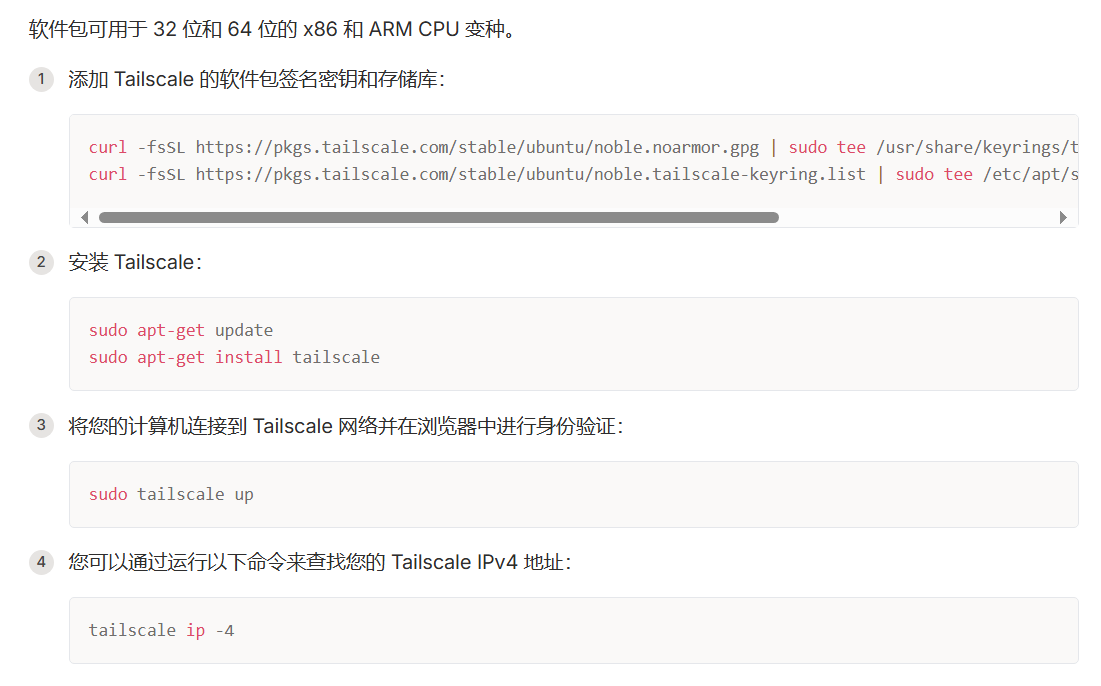 软件包可用于 32 位和 64 位的 x86 和 ARM CPU 变种。
1 添加 Tailscale 的软件包签名密钥和存储库：
curl -fsSL https://pkgs.tailscale.com/stable/ubuntu/noble.noarmor.gpg | sudo tee /usr/share/keyrings/t
curl -fsSL https://pkgs.tailscale.com/stable/ubuntu/noble.tailscale-keyring.list | sudo tee /etc/apt/s
2 安装 Tailscale：
sudo apt-get update
sudo apt-get install tailscale
3 将您的计算机连接到 Tailscale 网络并在浏览器中进行身份验证：
sudo tailscale up
4 您可以通过运行以下命令来查找您的 Tailscale IPv4 地址：
tailscale ip -4